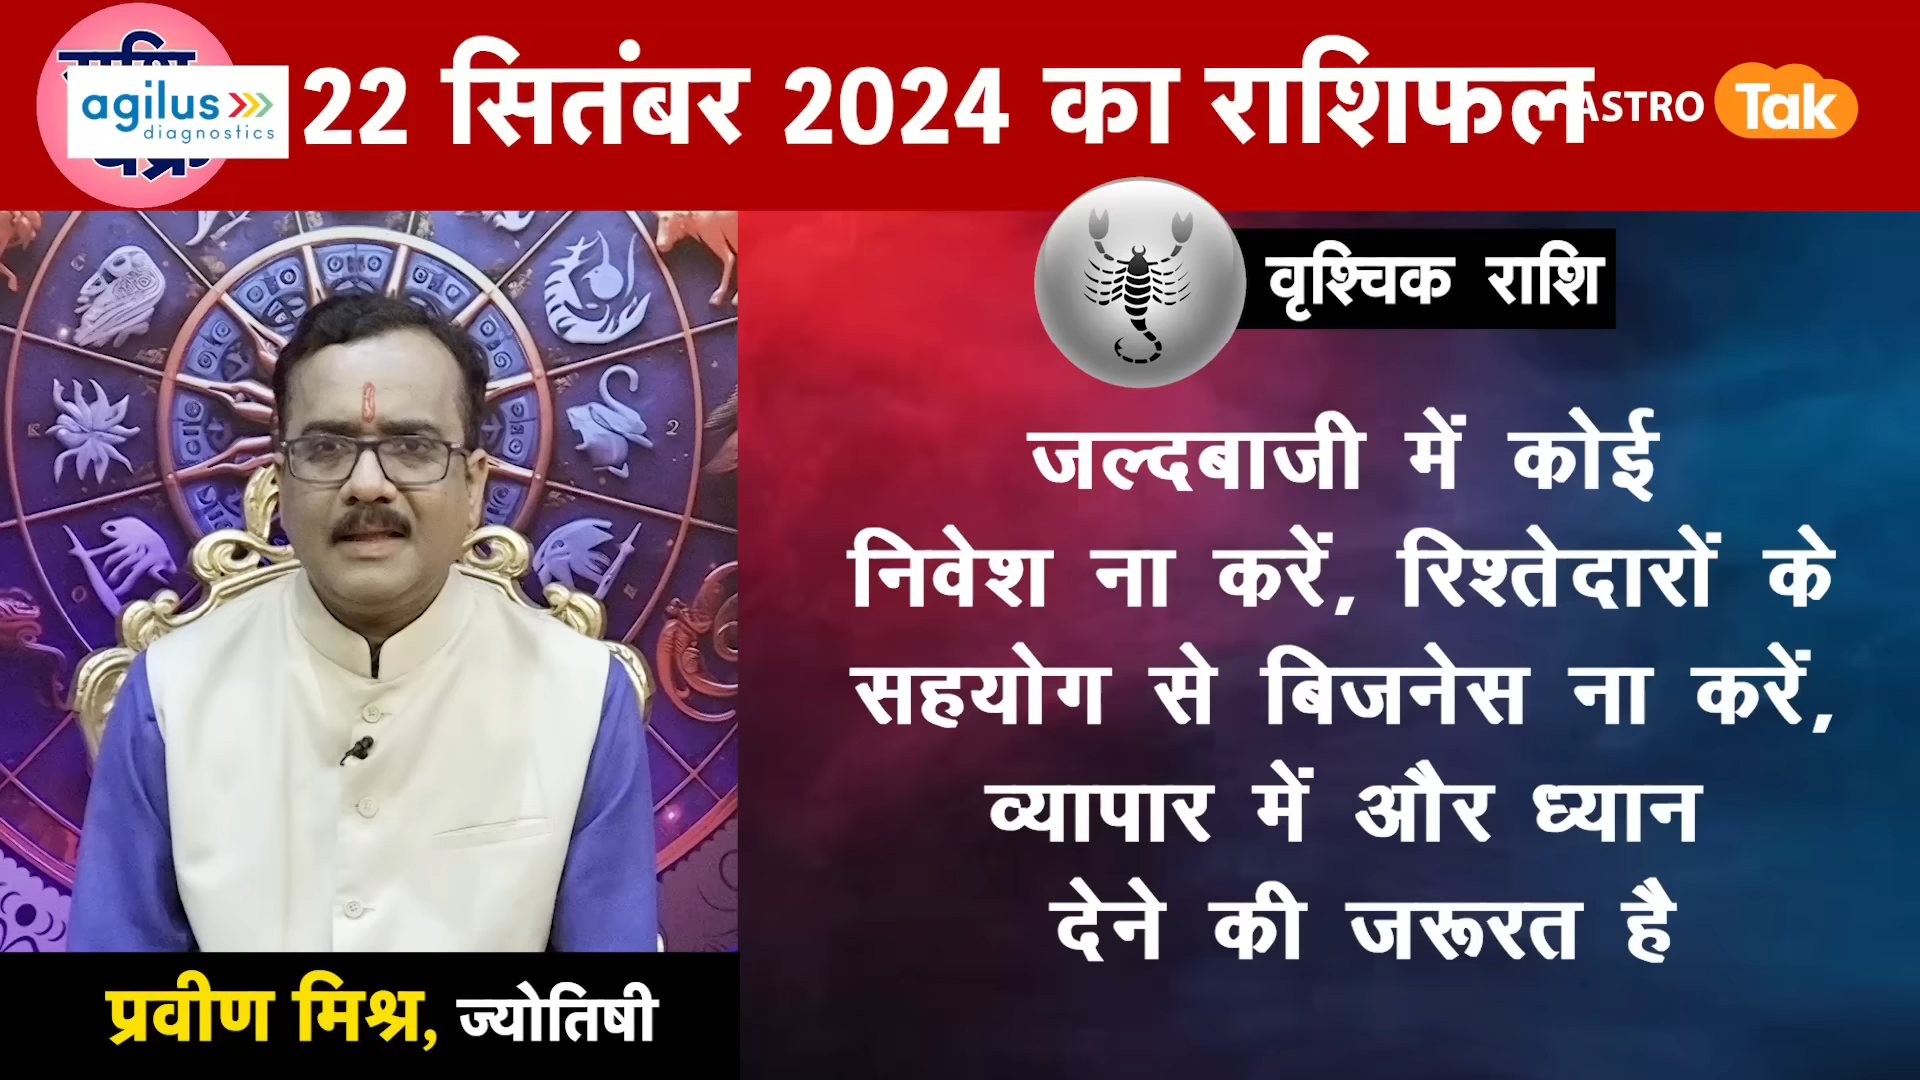 agilus
diagnostics
22 सितंबर 2024 का राशिफल
ASTRO Tak
वृश्चिक राशि
जल्दबाजी में कोई
निवेश ना करें, रिश्तेदारों के
सहयोग से बिजनेस ना करें,
व्यापार में और ध्यान
देने की जरूरत है
प्रवीण मिश्र, ज्योतिषी